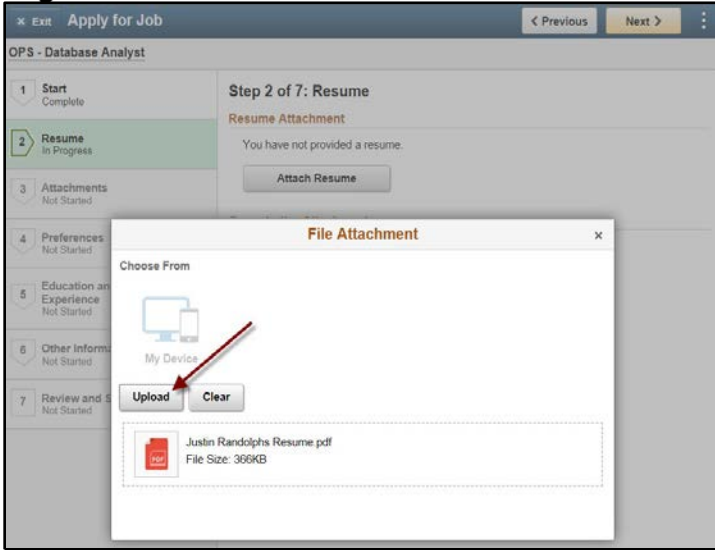 × Exit Apply for Job
< Previous
Next >
OPS - Database Analyst
1 Start
Complete
2 Resume
In Progress
3 Attachments
Not Started
4 Preferences
Not Started
5 Education an
Experience
Not Started
6 Other Informa
Not Started
7 Review and S
Not Started
Step 2 of 7: Resume
Resume Attachment
You have not provided a resume.
Attach Resume
File Attachment ×
Choose From
My Device
Upload Clear
PDF
Justin Randolphs Resume.pdf
File Size: 366KB